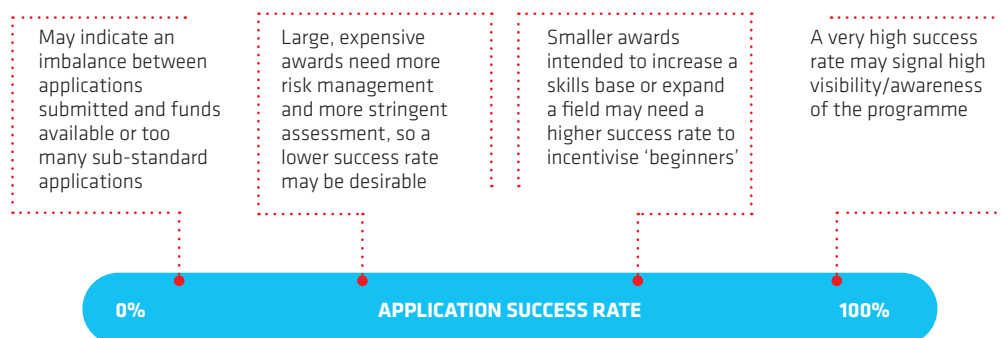 May indicate an
imbalance between
applications
submitted and funds
available or too
many sub-standard
applications
Large, expensive
awards need more
risk management
and more stringent
assessment, so a
lower success rate
may be desirable
Smaller awards
intended to increase a
skills base or expand
a field may need a
higher success rate to
incentivise ‘beginners’
A very high success
rate may signal high
visibility/awareness
of the programme
0%
APPLICATION SUCCESS RATE
100%